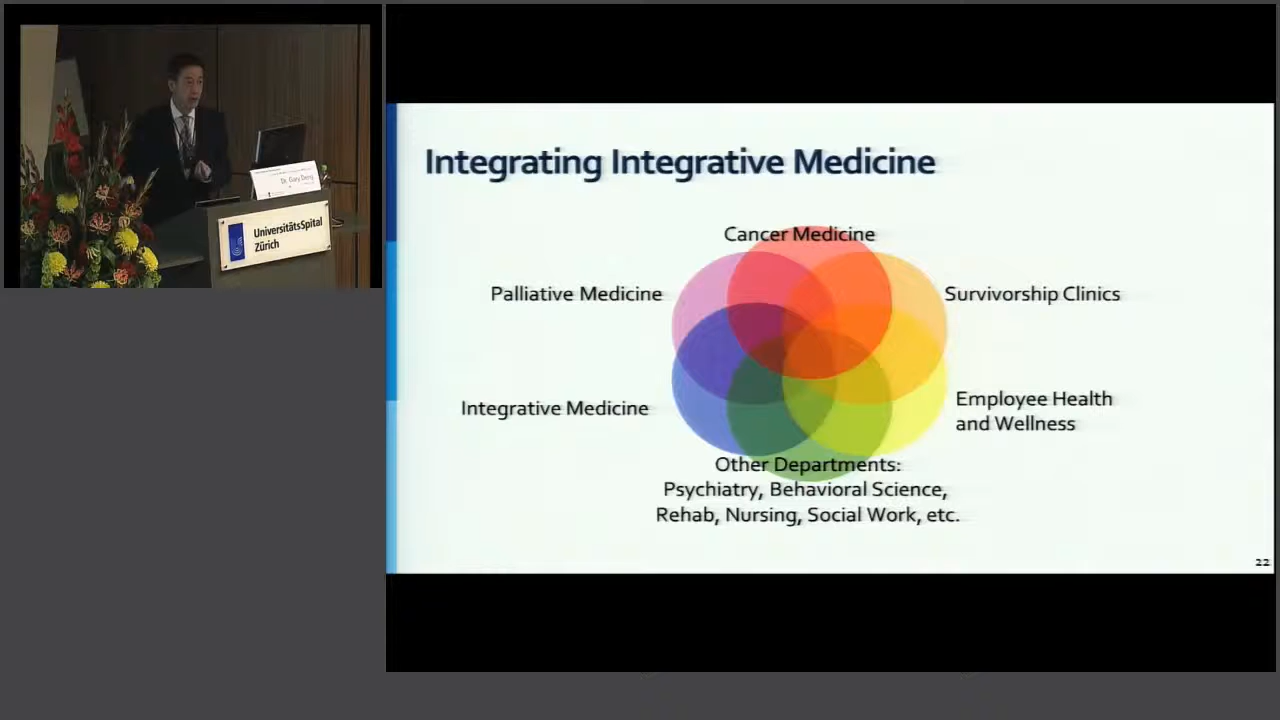 Dr. Gary Deng
UniversitätsSpital
Zürich
Integrating Integrative Medicine
Cancer Medicine
Palliative Medicine
Survivorship Clinics
Integrative Medicine
Employee Health
and Wellness
Other Departments:
Psychiatry, Behavioral Science,
Rehab, Nursing, Social Work, etc.
22